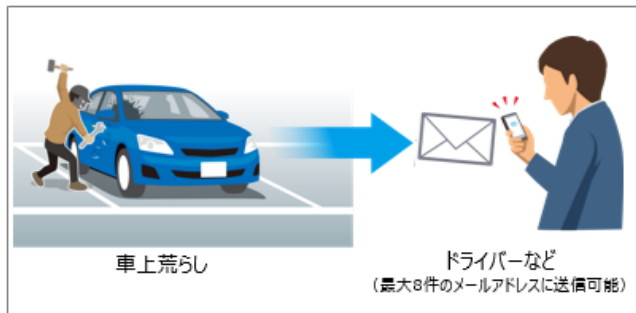 車上荒らし
ドライバーなど
（最大8件のメールアドレスに送信可能）